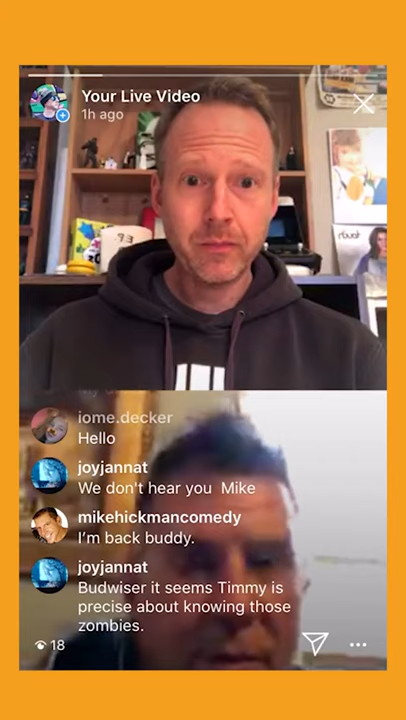 Your Live Video
1h ago
93
iome.decker
Hello
joyjannat
We don't hear you Mike
mikehickmancomedy
I'm back buddy.
joyjannat
Budwiser it seems Timmy is
precise about knowing those
zombies.
18